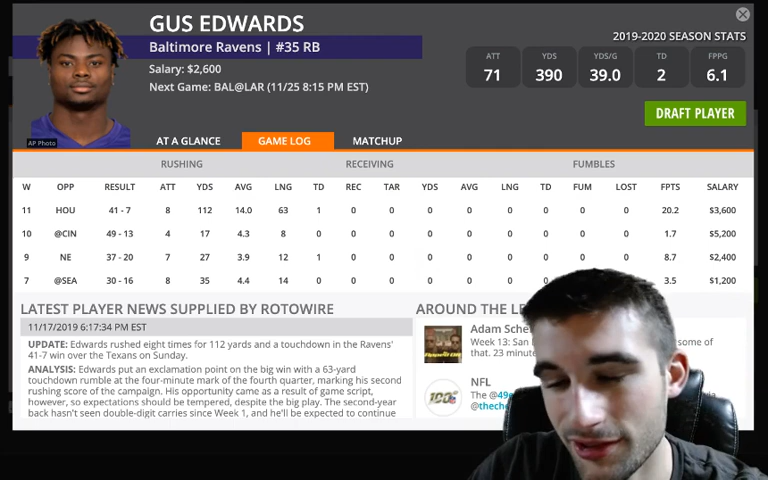 GUS EDWARDS
Baltimore Ravens | #35 RB
Salary: $2,600
Next Game: BAL@LAR (11/25 8:15 PM EST)
2019-2020 SEASON STATS
ATT YDS YDS/G TD FPPG
71 390 39.0 2 6.1
DRAFT PLAYER
AP Photo
AT A GLANCE GAME LOG MATCHUP
RUSHING RECEIVING FUMBLES
W OPP RESULT ATT YDS AVG LNG TD REC TAR YDS AVG LNG TD FUM LOST FPTS SALARY
11 HOU 41 - 7 8 112 14.0 63 1 0 0 0 0 0 0 0 0 20.2 $3,600
10 @CIN 49 - 13 4 17 4.3 8 0 0 0 0 0 0 0 0 0 1.7 $5,200
9 NE 37 - 20 7 27 3.9 12 1 0 0 0 0 0 0 0 0 8.7 $2,400
7 @SEA 30 - 16 8 35 4.4 14 0 0 0 0 0 0 0 3.5 $1,200
LATEST PLAYER NEWS SUPPLIED BY ROTOWIRE
11/17/2019 6:17:34 PM EST
UPDATE: Edwards rushed eight times for 112 yards and a touchdown in the Ravens'
41-7 win over the Texans on Sunday.
ANALYSIS: Edwards put an exclamation point on the big win with a 63-yard
touchdown rumble at the four-minute mark of the fourth quarter, marking his second
rushing score of the campaign. His opportunity came as a result of game script,
however, so expectations should be tempered, despite the big play. The second-year
back hasn't seen double-digit carries since Week 1, and he'll be expected to continue
AROUND THE
Adam
Week 13: San some of
that. 23
NFL
The
100